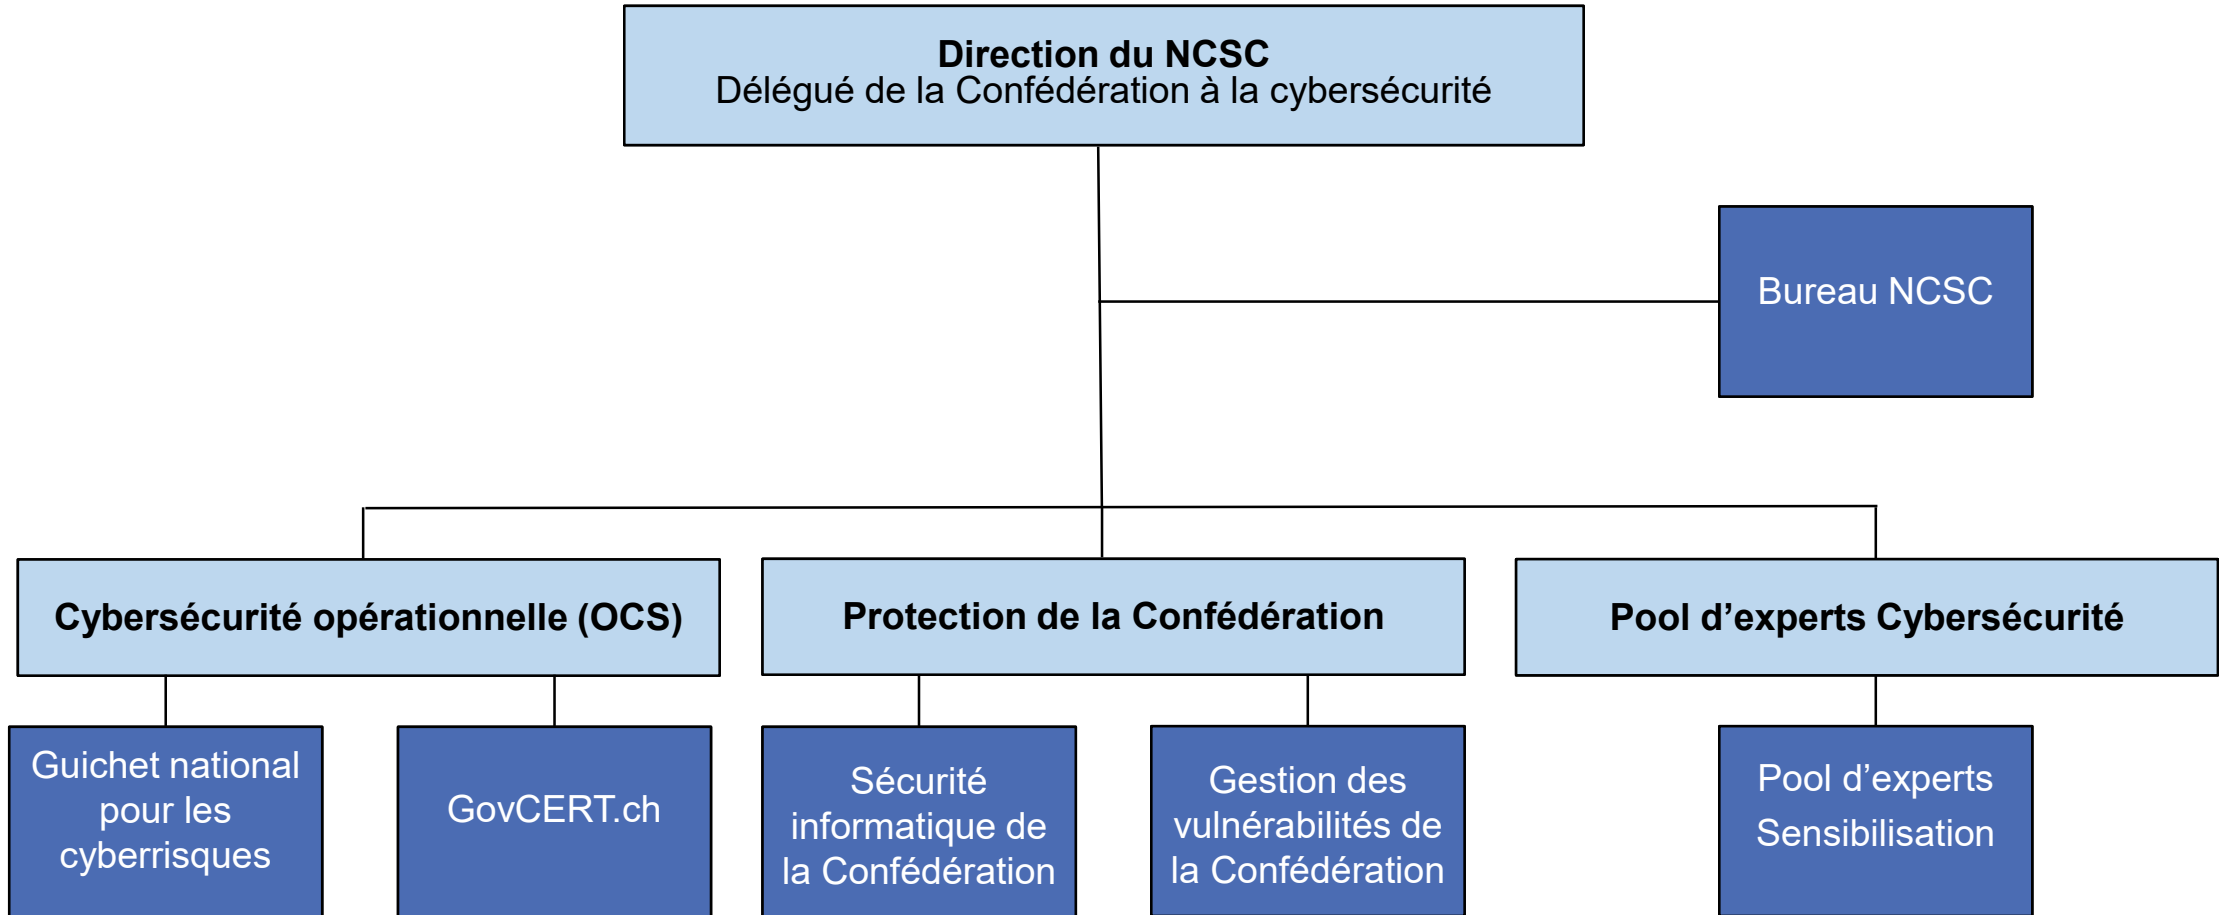 Direction du NCSC
Délégué de la Confédération à la cybersécurité
Bureau NCSC
Cybersécurité opérationnelle (OCS)
Protection de la Confédération
Pool d’experts Cybersécurité
Guichet national
pour les
cyberrisques
GovCERT.ch
Sécurité
informatique de
la Confédération
Gestion des
vulnérabilités de
la Confédération
Pool d’experts
Sensibilisation